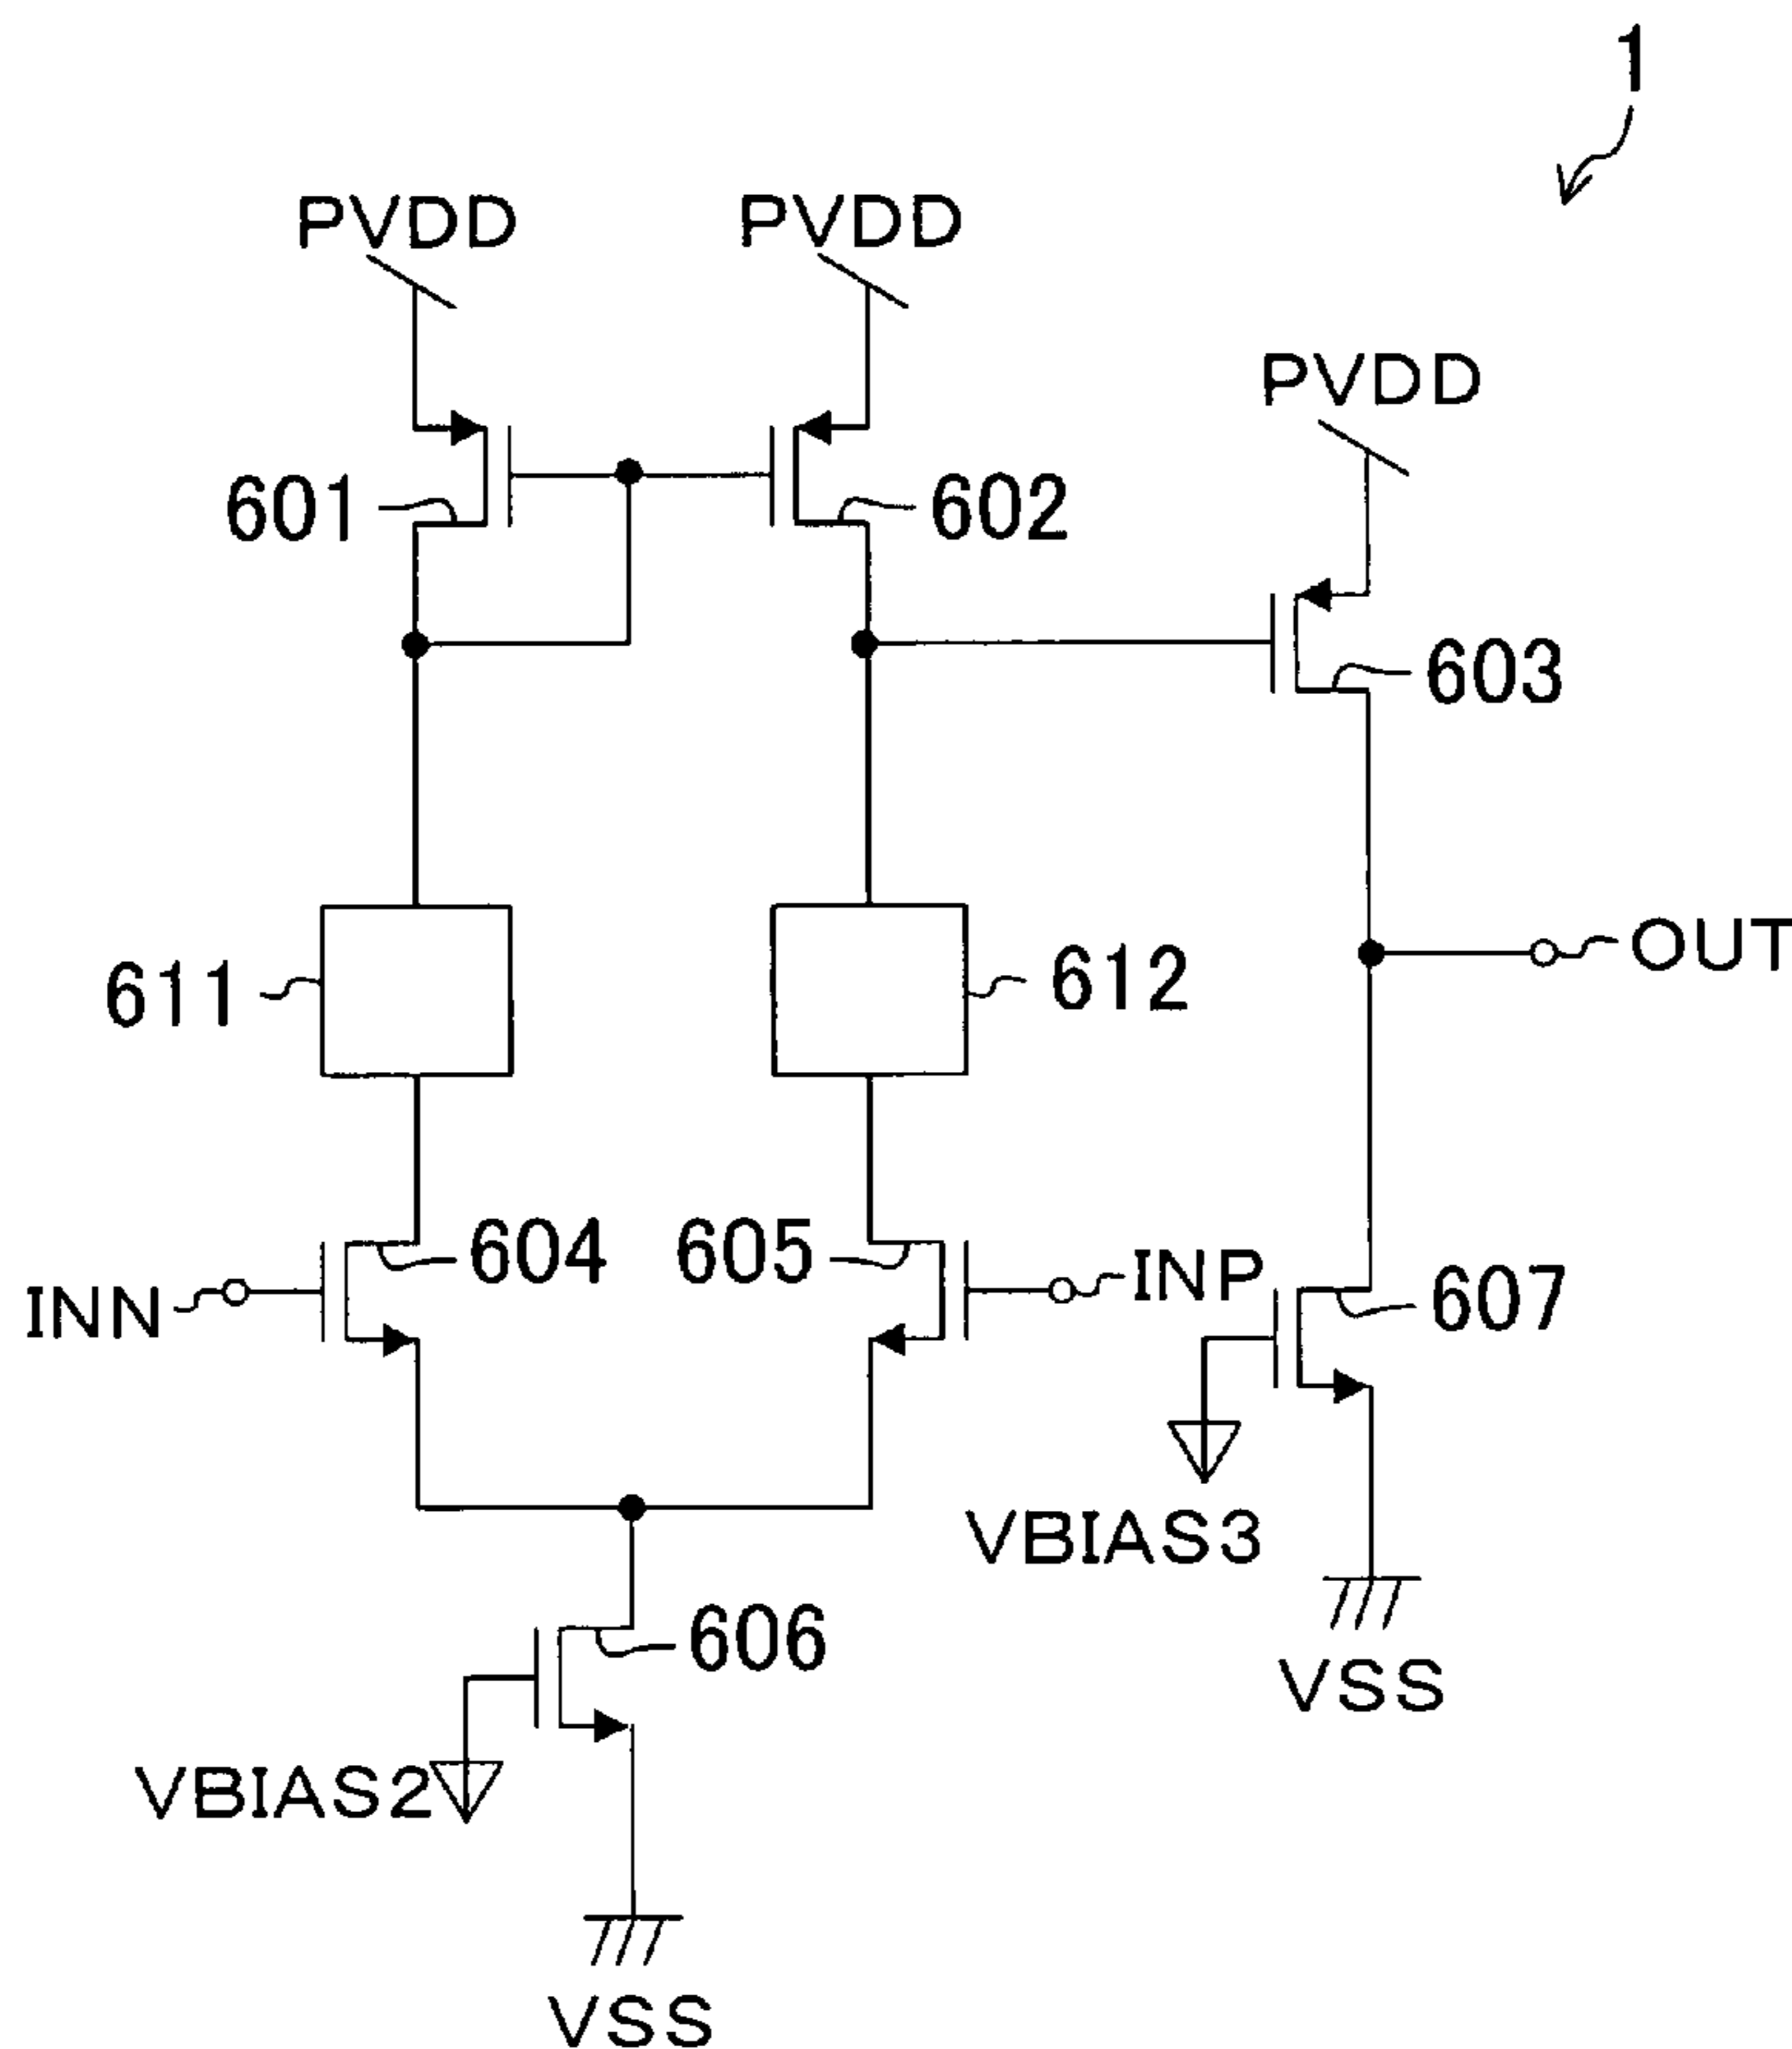 1
PVDD
PVDD
PVDD
601
602
603
611
612
OUT
604
605
INN
INP
607
VBIAS3
606
VSS
VBIAS2
VSS